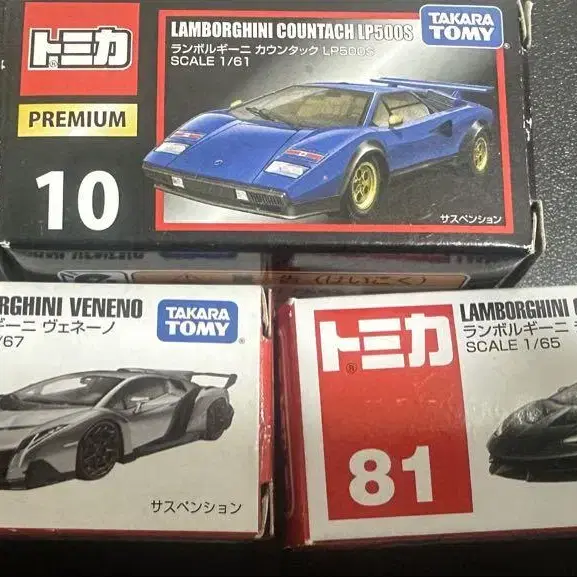 トミカ
PREMIUM
10
LAMBORGHINI COUNTACH LP500S
ランボルギーニ カウンタック LP500S
SCALE 1/61
TAKARA
TOMY
サスペンション
RGHINI VENENO
ギーニ ヴェネーノ
/67
TAKARA
TOMY
サスペンション
トミカ
81
LAMBORGHINI
ランボルギーニ
SCALE 1/65